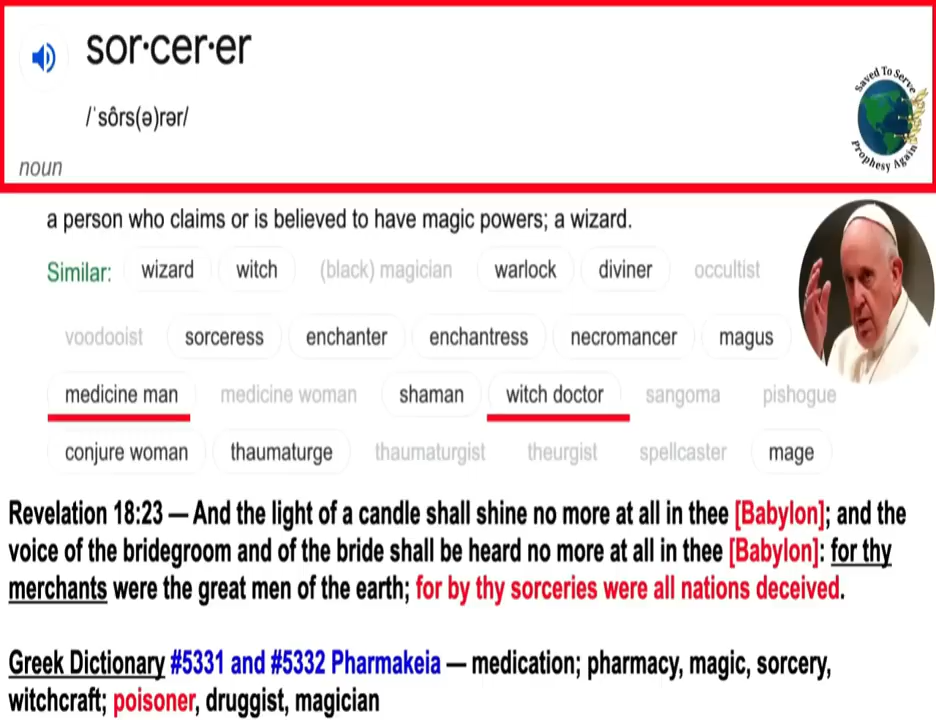 sor·cer·er
/ˈsôrs(ə)rər/
noun
Saved To Serve
Prophesy Again
a person who claims or is believed to have magic powers; a wizard.
Similar: wizard witch (black) magician warlock diviner occultist
voodooist sorceress enchanter enchantress necromancer magus
medicine man medicine woman shaman witch doctor sangoma pishogue
conjure woman thaumaturge thaumaturgist theurgist spellcaster mage
Revelation 18:23 — And the light of a candle shall shine no more at all in thee [Babylon]; and the
voice of the bridegroom and of the bride shall be heard no more at all in thee [Babylon]: for thy
merchants were the great men of the earth; for by thy sorceries were all nations deceived.
Greek Dictionary #5331 and #5332 Pharmakeia — medication; pharmacy, magic, sorcery,
witchcraft; poisoner, druggist, magician